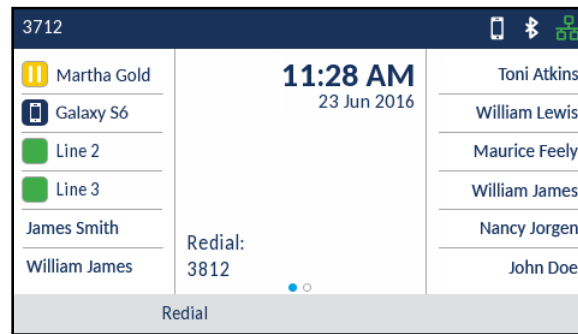 3712
Martha Gold
Galaxy S6
Line 2
Line 3
James Smith
William James
11:28 AM
23 Jun 2016
Redial:
3812
Toni Atkins
William Lewis
Maurice Feely
William James
Nancy Jorgen
John Doe
Redial